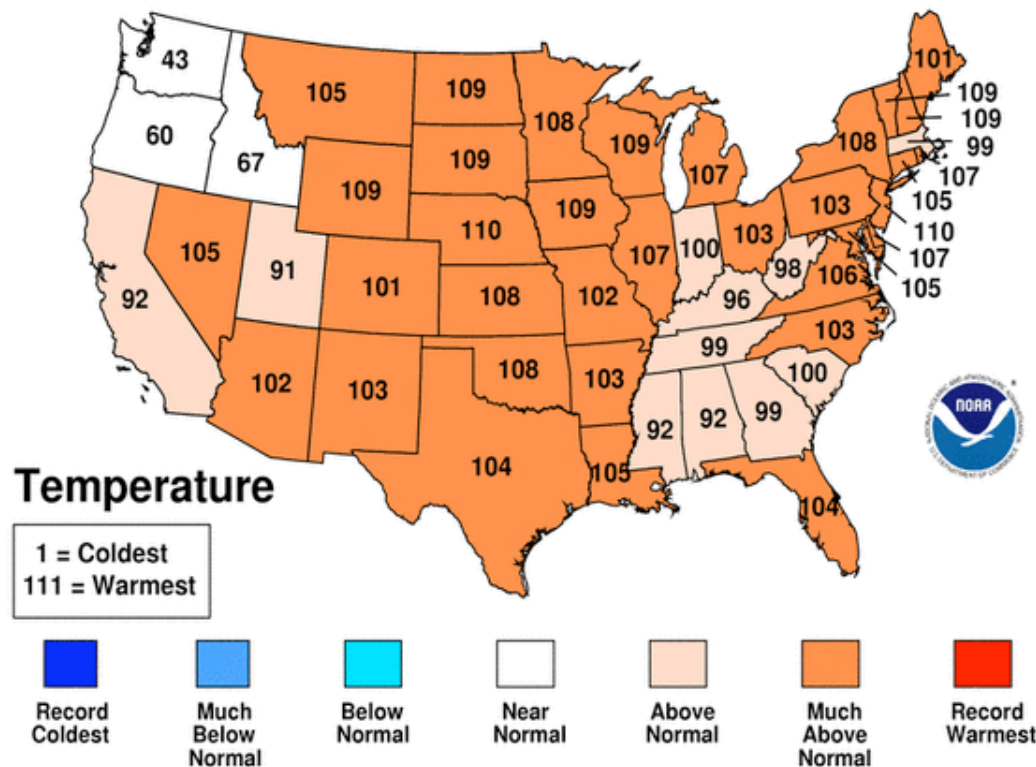 43
105
109
108
101
109
109
60
67
109
109
109
107
108
99
107
105
103
110
107
105
110
109
105
91
101
108
107
100
103
98
106
92
102
96
103
102
103
108
103
99
100
104
105
92
92
99
104
NOAA
Temperature
1 = Coldest
111 = Warmest
Record
Coldest
Much
Below
Normal
Below
Normal
Near
Normal
Above
Normal
Much
Above
Normal
Record
Warmest